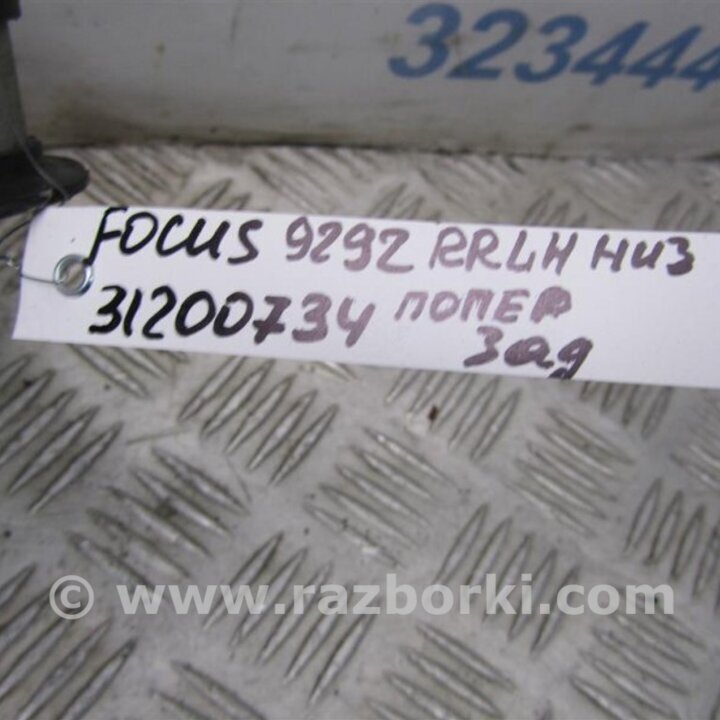 323444
FOCUS 9292 RRLH низ
31200734 попер
зад
© www.razborki.com